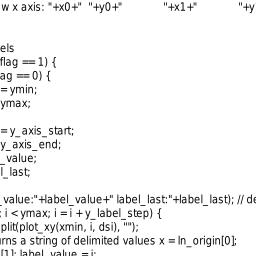 w x axis: "+x0+" "+y0+" "+x1+" "+y
els
flag == 1) {
ag == 0) {
= ymin;
ymax;
= y_axis_start;
y_axis_end;
_value;
l_last;
_value:"+label_value+" label_last:"+label_last); // de
; i < ymax; i = i + y_label_step) {
plit(plot_xy(xmin, i, dsi), "");
urns a string of delimited values x = ln_origin[0];
[1]; label_value = i;